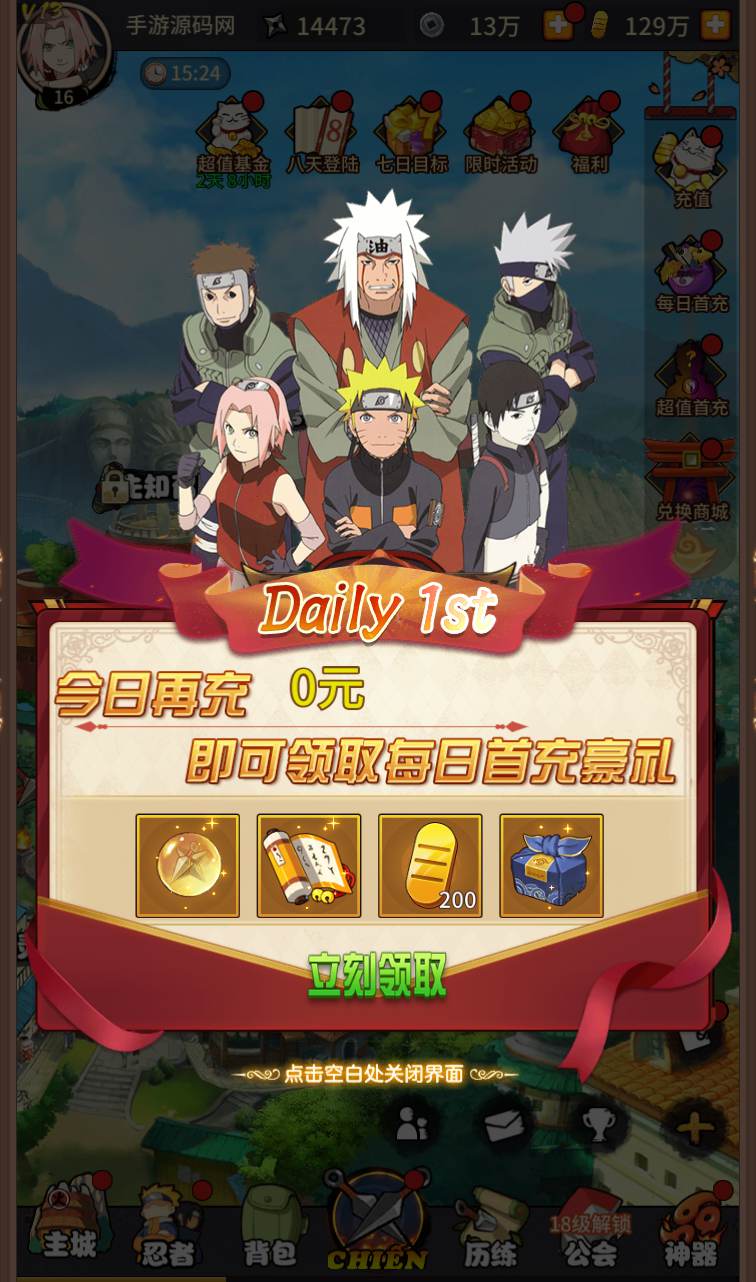 V 13
手游源码网
14473
13万
129万
16
15:24
超值基金
2天 8小时
八天登陆
七日目标
限时活动
福利
充值
每日首充
超值首充
兑换商城
油
Daily 1st
今日再充 0元
即可领取每日首充豪礼
200
立刻领取
点击空白处关闭界面
主城
忍者
背包
CHIEN
历练
18级解锁
公会
神器